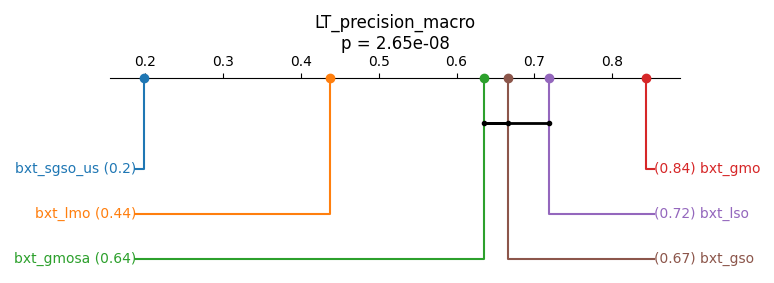 LT_precision_macro
p = 2.65e-08
0.2 0.3 0.4 0.5 0.6 0.7 0.8
bxt_sgso_us (0.2) (0.84) bxt_gmo
bxt_lmo (0.44) (0.72) bxt_lso
bxt_gmosa (0.64) (0.67) bxt_gso